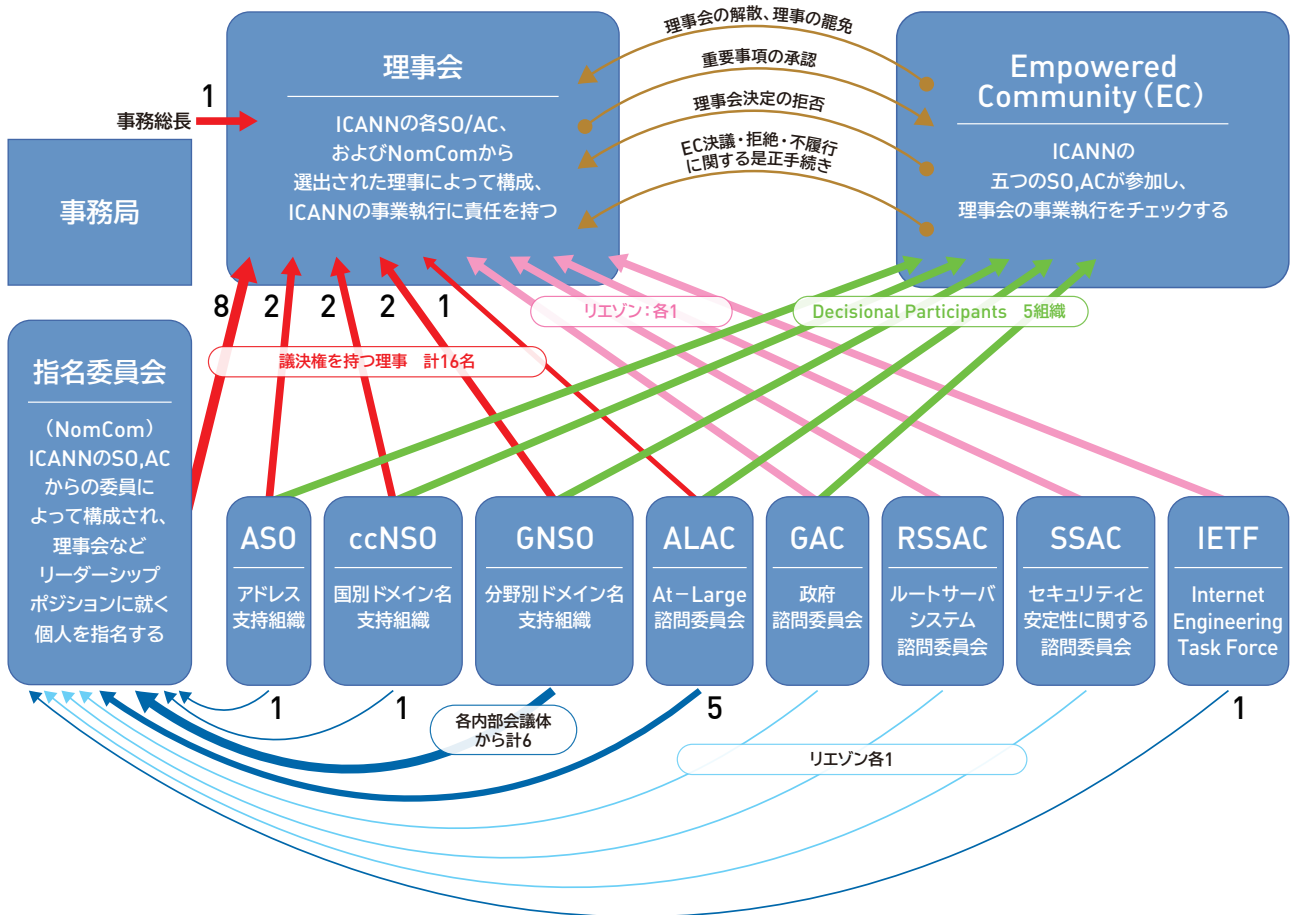 理事会の解散、理事の罷免
重要事項の承認
理事会決定の拒否
EC決議・拒絶・不履行
に関する是正手続き
理事会
ICANNの各SO/AC、
およびNomComから
選出された理事によって構成、
ICANNの事業執行に責任を持つ
Empowered
Community(EC)
ICANNの
五つのSO,ACが参加し、
理事会の事業執行をチェックする
1
事務総長
事務局
8
2
2
2
1
リエゾン:各1
Decisional Participants 5組織
議決権を持つ理事 計16名
指名委員会
(NomCom)
ICANNのSO,AC
からの委員に
よって構成され、
理事会など
リーダーシップ
ポジションに就く
個人を指名する
ASO
アドレス
支持組織
ccNSO
国別ドメイン名
支持組織
GNSO
分野別ドメイン名
支持組織
ALAC
At-Large
諮問委員会
GAC
政府
諮問委員会
RSSAC
ルートサーバ
システム
諮問委員会
SSAC
セキュリティと
安定性に関する
諮問委員会
IETF
Internet
Engineering
Task Force
1
1
各内部会議体
から計6
5
1
リエゾン各1